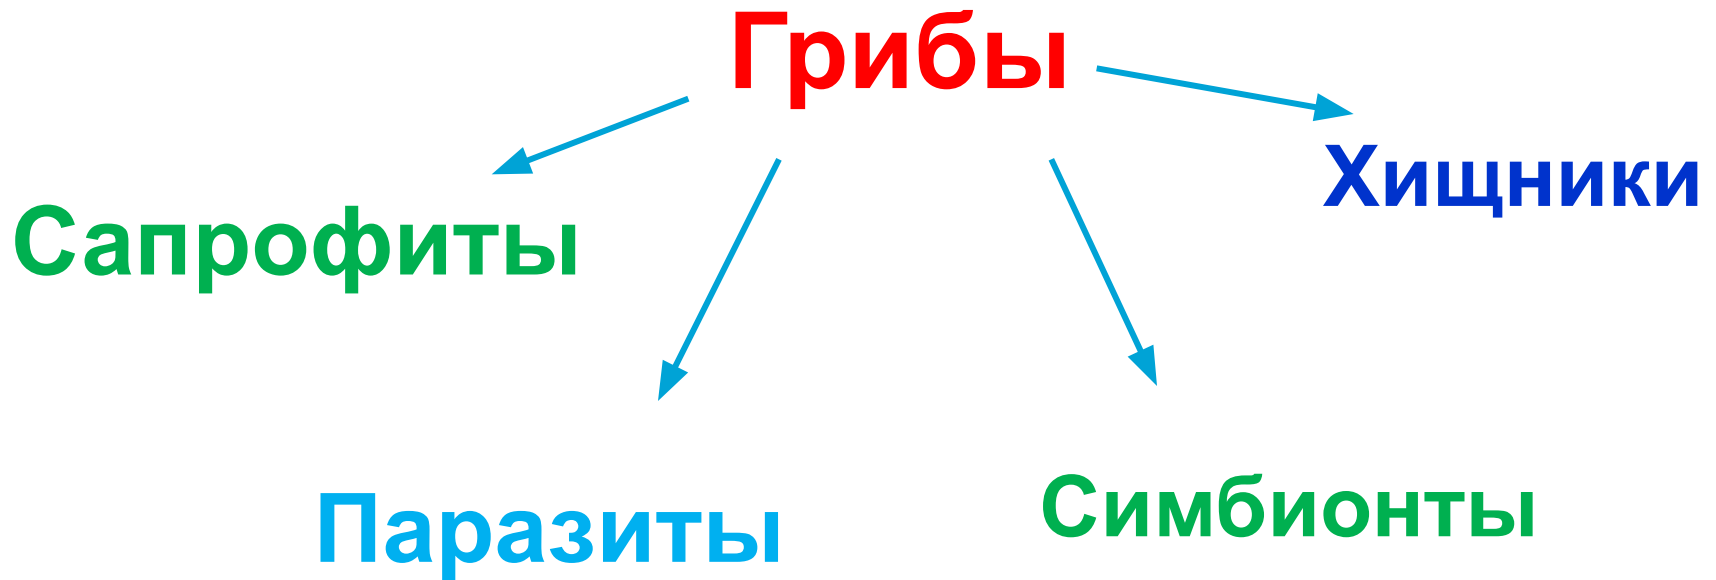 Грибы
Хищники
Сапрофиты
Паразиты
Симбионты